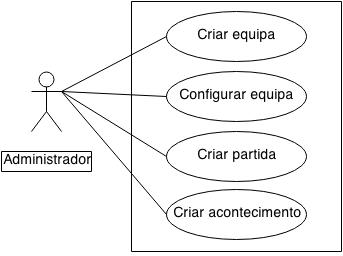 Criar equipa
Configurar equipa
Criar partida
Criar acontecimento
Administrador